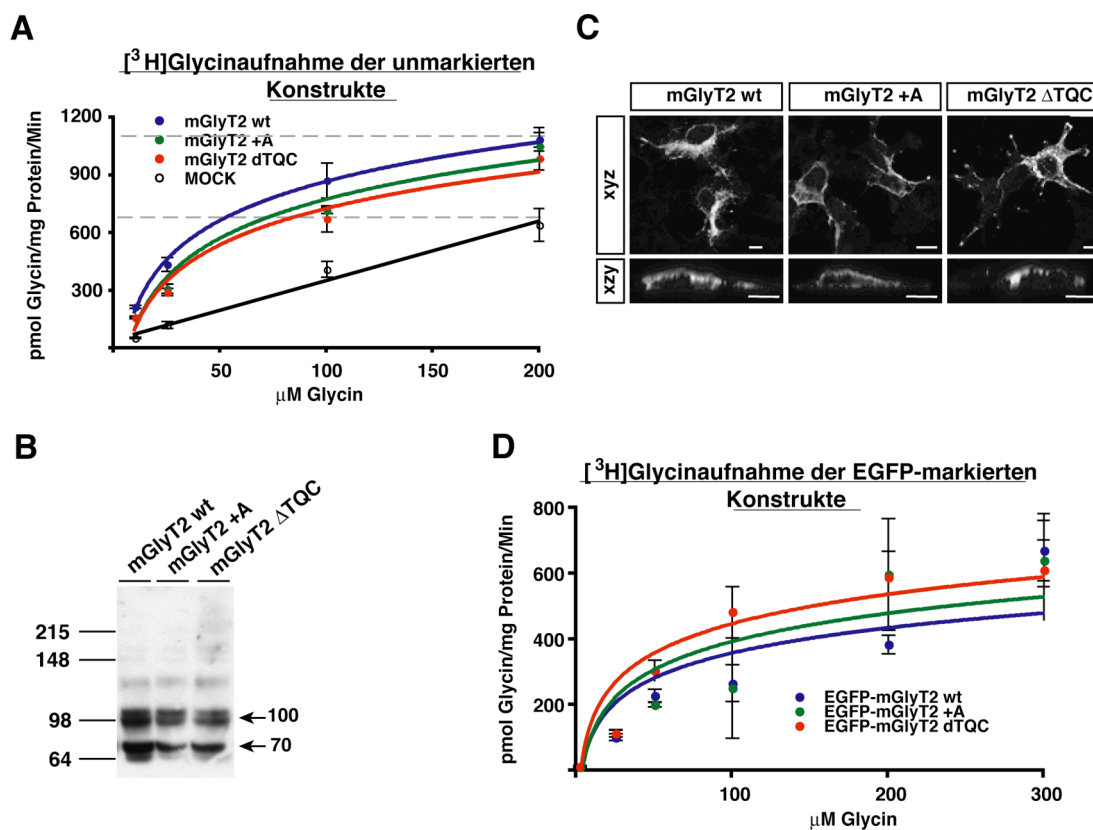 A
[³H]Glycinaufnahme der unmarkierten
Konstrukte
pmol Glycin/mg Protein/Min
1200
900
600
300
mGlyT2 wt
mGlyT2 +A
mGlyT2 dTQC
MOCK
50
100
150
200
μM Glycin
C
mGlyT2 wt
mGlyT2 +A
mGlyT2 ΔTQC
xyz
xzy
B
mGlyT2 wt
mGlyT2 +A
mGlyT2 ΔTQC
215
148
98
64
100
70
D
[³H]Glycinaufnahme der EGFP-markierten
Konstrukte
pmol Glycin/mg Protein/Min
800
600
400
200
EGFP-mGlyT2 wt
EGFP-mGlyT2 +A
EGFP-mGlyT2 dTQC
100
200
300
μM Glycin